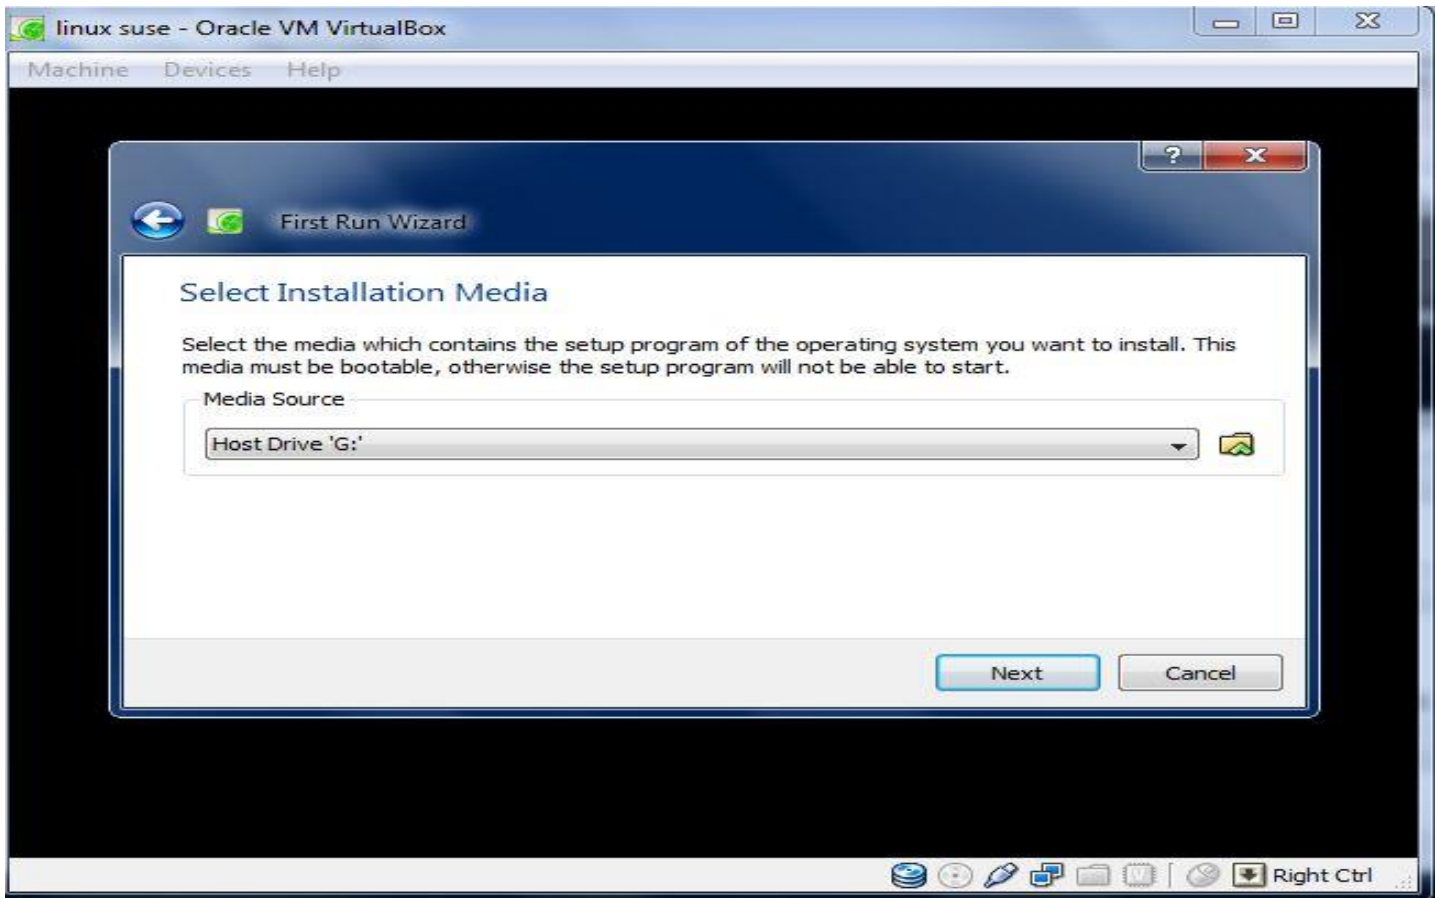 linux suse - Oracle VM VirtualBox
Machine Devices Help
?
First Run Wizard
Select Installation Media
Select the media which contains the setup program of the operating system you want to install. This
media must be bootable, otherwise the setup program will not be able to start.
Media Source
Host Drive 'G:'
Next Cancel
Right Ctrl